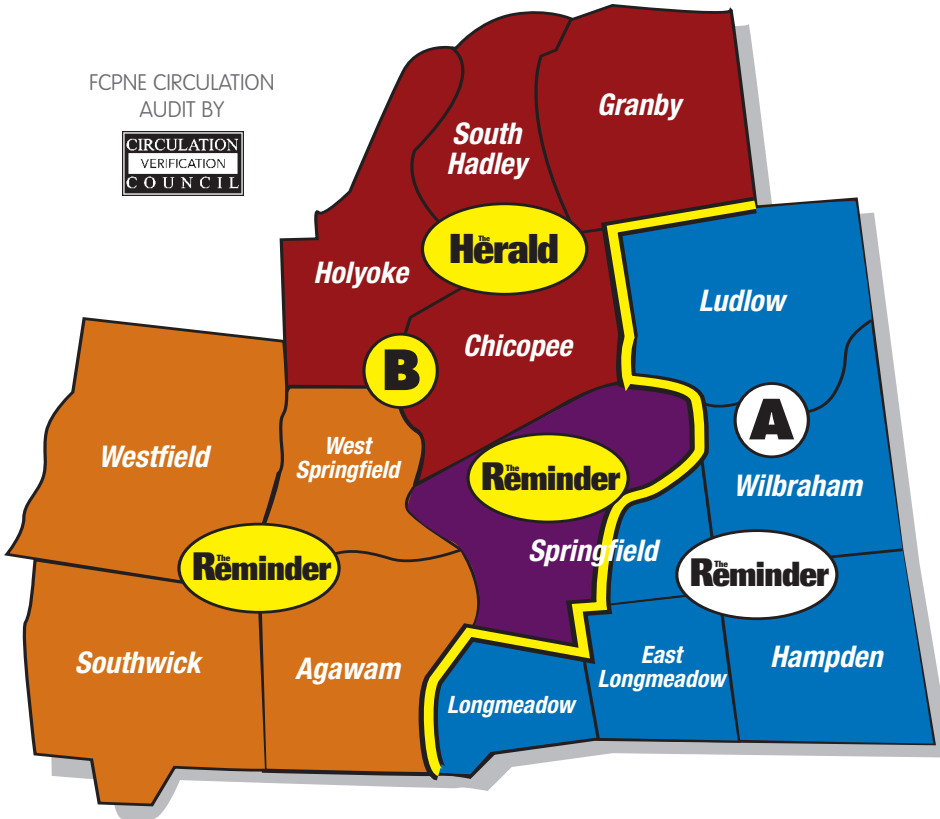 FCPNE CIRCULATION
AUDIT BY
CIRCULATION
VERIFICATION
COUNCIL
Granby
South
Hadley
The Herald
Holyoke
Ludlow
Chicopee
B
A
Westfield
West
Springfield
The Reminder
Wilbraham
Springfield
The Reminder
The Reminder
Southwick
Agawam
East
Longmeadow
Hampden
Longmeadow